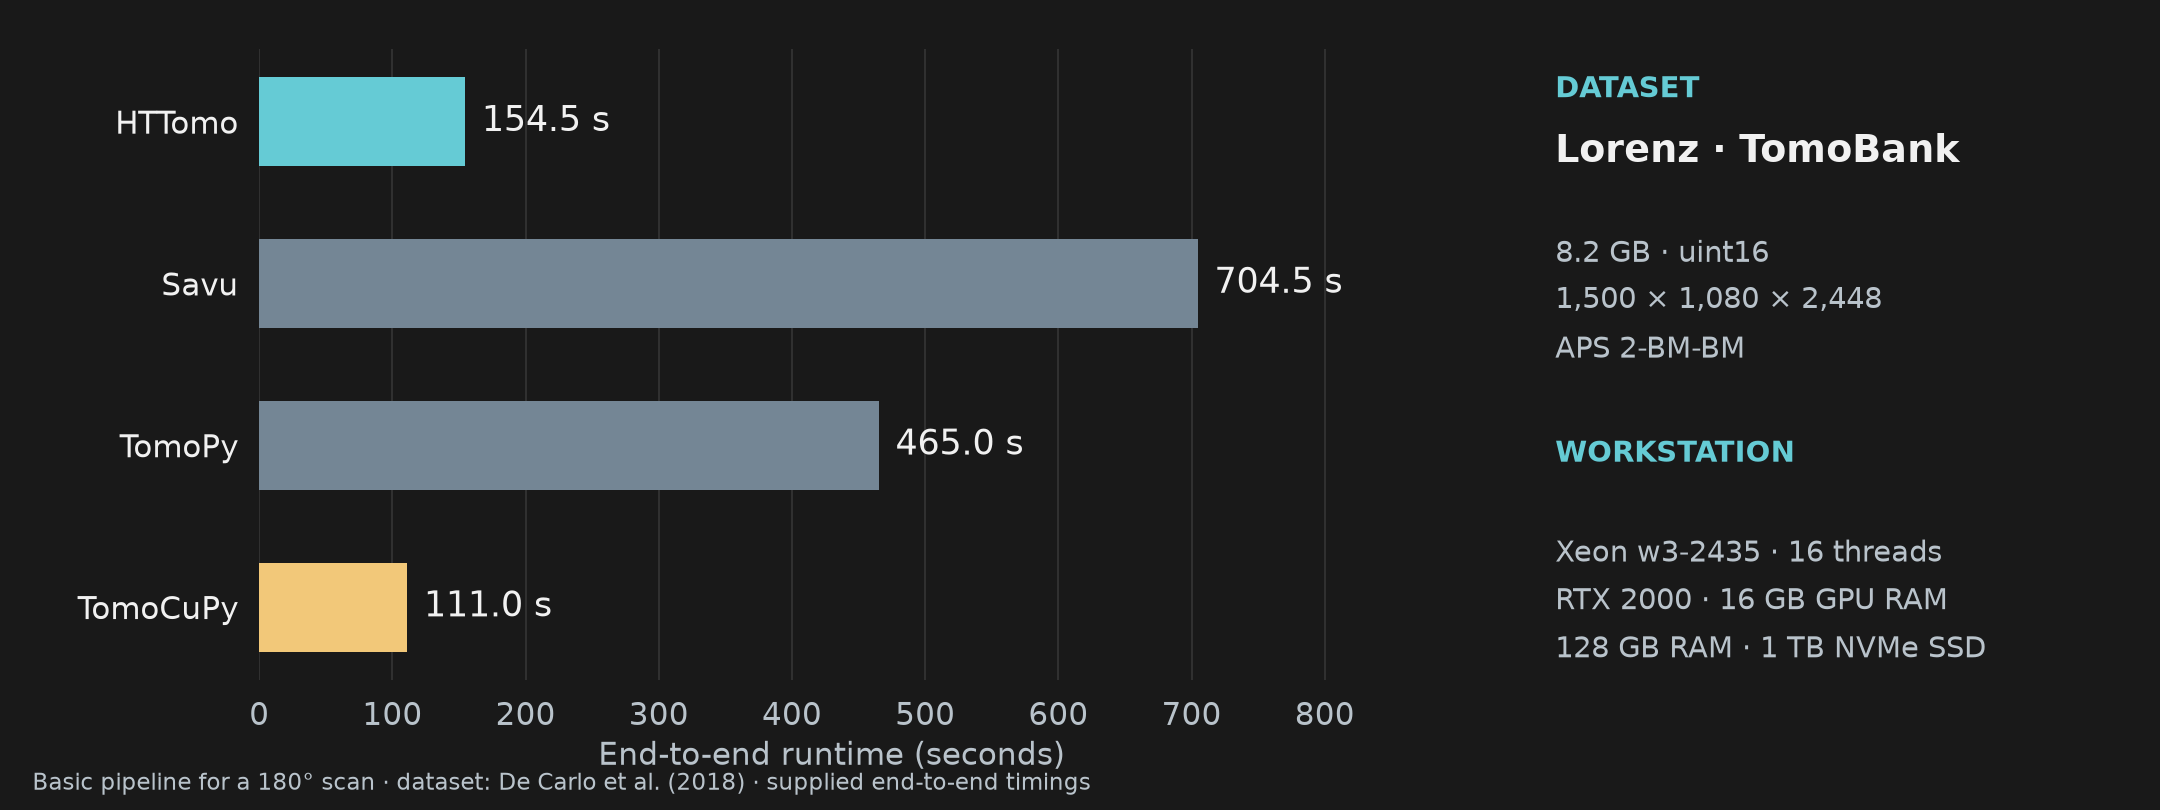 HTTomo
154.5 s
Savu
704.5 s
TomoPy
465.0 s
TomoCuPy
111.0 s
0 100 200 300 400 500 600 700 800
End-to-end runtime (seconds)
Basic pipeline for a 180° scan · dataset: De Carlo et al. (2018) · supplied end-to-end timings
DATASET
Lorenz · TomoBank
8.2 GB · uint16
1,500 × 1,080 × 2,448
APS 2-BM-BM
WORKSTATION
Xeon w3-2435 · 16 threads
RTX 2000 · 16 GB GPU RAM
128 GB RAM · 1 TB NVMe SSD